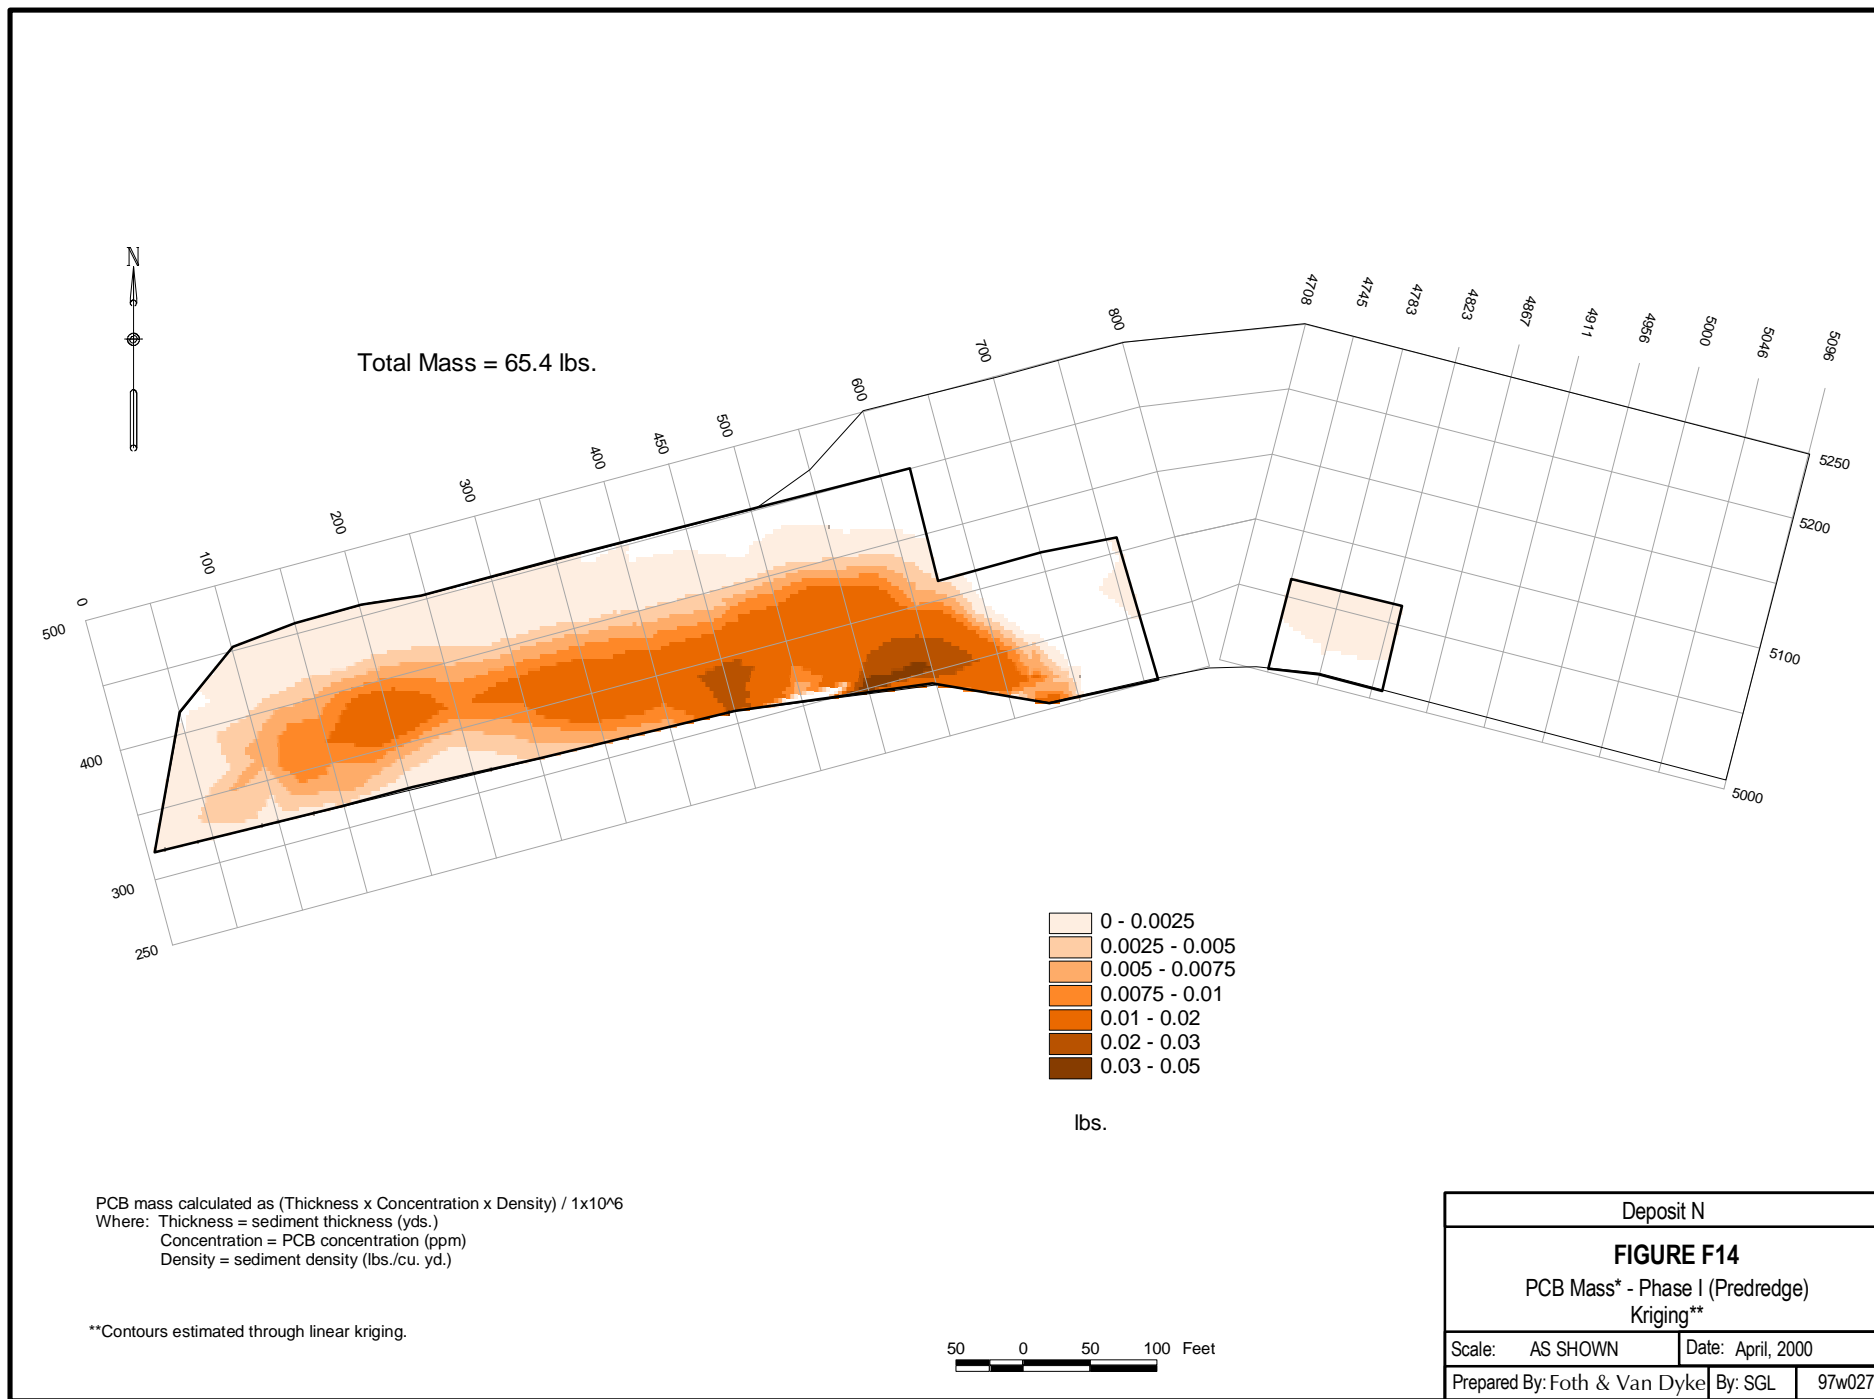 N
Total Mass = 65.4 lbs.
0
100
200
300
400
450
500
600
700
800
4708
4745
4783
4823
4867
4911
4956
5000
5046
5096
500
400
300
250
5250
5200
5100
5000
0 - 0.0025
0.0025 - 0.005
0.005 - 0.0075
0.0075 - 0.01
0.01 - 0.02
0.02 - 0.03
0.03 - 0.05
lbs.
PCB mass calculated as (Thickness x Concentration x Density) / 1x10^6
Where: Thickness = sediment thickness (yds.)
Concentration = PCB concentration (ppm)
Density = sediment density (lbs./cu. yd.)
**Contours estimated through linear kriging.
50 0 50 100 Feet
Deposit N
FIGURE F14
PCB Mass* - Phase I (Predredge)
Kriging**
Scale: AS SHOWN Date: April, 2000
Prepared By: Foth & Van Dyke By: SGL 97w027